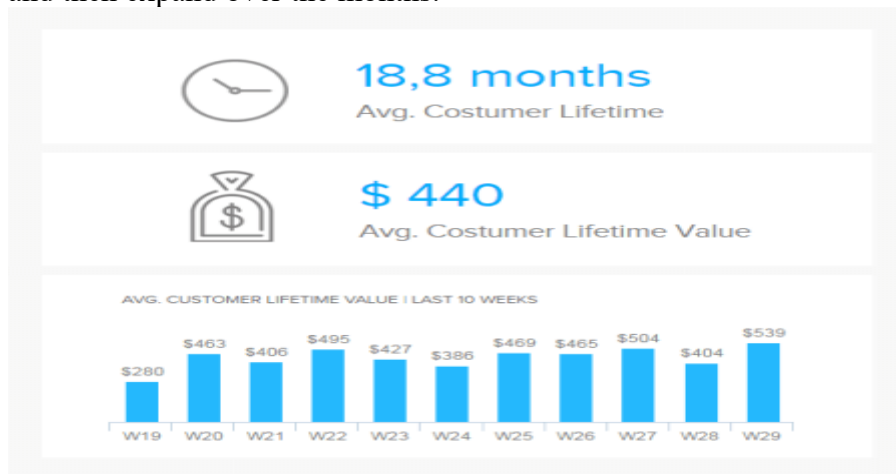 18,8 months
Avg. Costumer Lifetime
$
$ 440
Avg. Costumer Lifetime Value
AVG. CUSTOMER LIFETIME VALUE | LAST 10 WEEKS
$280 $463 $406 $495 $427 $386 $469 $465 $504 $404 $539
W19 W20 W21 W22 W23 W24 W25 W26 W27 W28 W29